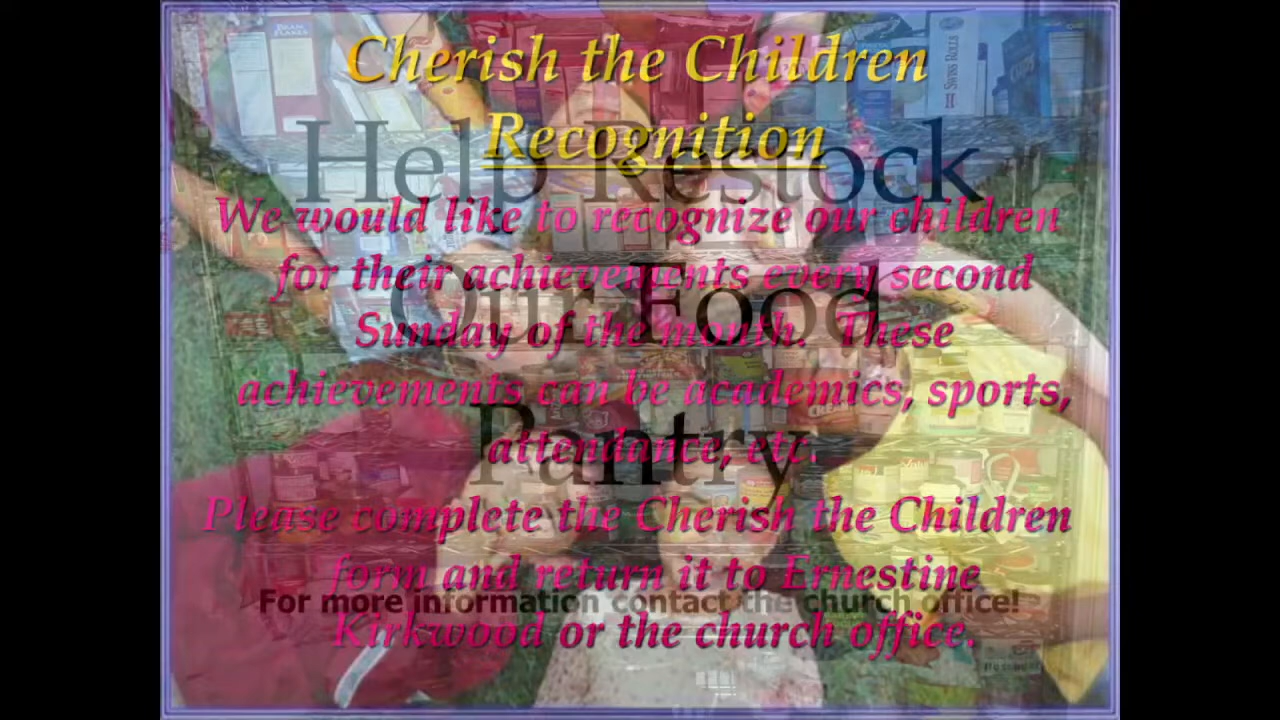 Cherish the Children
Recognition
Help Restock
We would like to recognize our children
for their achievements every second
Our Food
Sunday of the month. These
achievements can be academics, sports,
Pantry
attendance, etc.
Please complete the Cherish the Children
form and return it to Ernestine
For more information contact the church office!
Kirkwood or the church office.
SWISS ROLLS